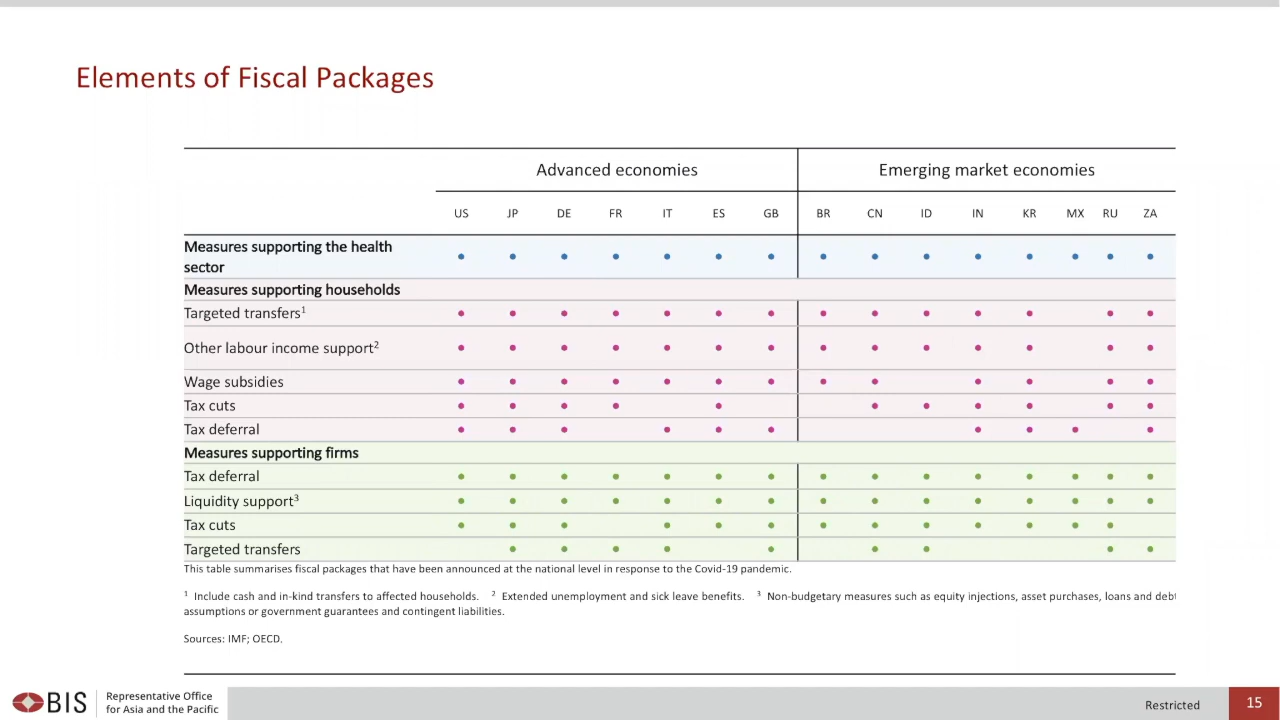 Elements of Fiscal Packages
Advanced economies Emerging market economies
US JP DE FR IT ES GB BR CN ID IN KR MX RU ZA
Measures supporting the health
sector • • • • • • • • • • • • • • •
Measures supporting households
Targeted transfers¹ • • • • • • • • • • • • • •
Other labour income support² • • • • • • • • • • • • • •
Wage subsidies • • • • • • • • • • • • •
Tax cuts • • • • • • • • • • •
Tax deferral • • • • • • • • • •
Measures supporting firms
Tax deferral • • • • • • • • • • • • • • •
Liquidity support³ • • • • • • • • • • • • • • •
Tax cuts • • • • • • • • • • • • •
Targeted transfers • • • • • • • • •
This table summarises fiscal packages that have been announced at the national level in response to the Covid-19 pandemic.
¹ Include cash and in-kind transfers to affected households. ² Extended unemployment and sick leave benefits. ³ Non-budgetary measures such as equity injections, asset purchases, loans and debt
assumptions or government guarantees and contingent liabilities.
Sources: IMF; OECD.
BIS
Representative Office
for Asia and the Pacific
Restricted 15